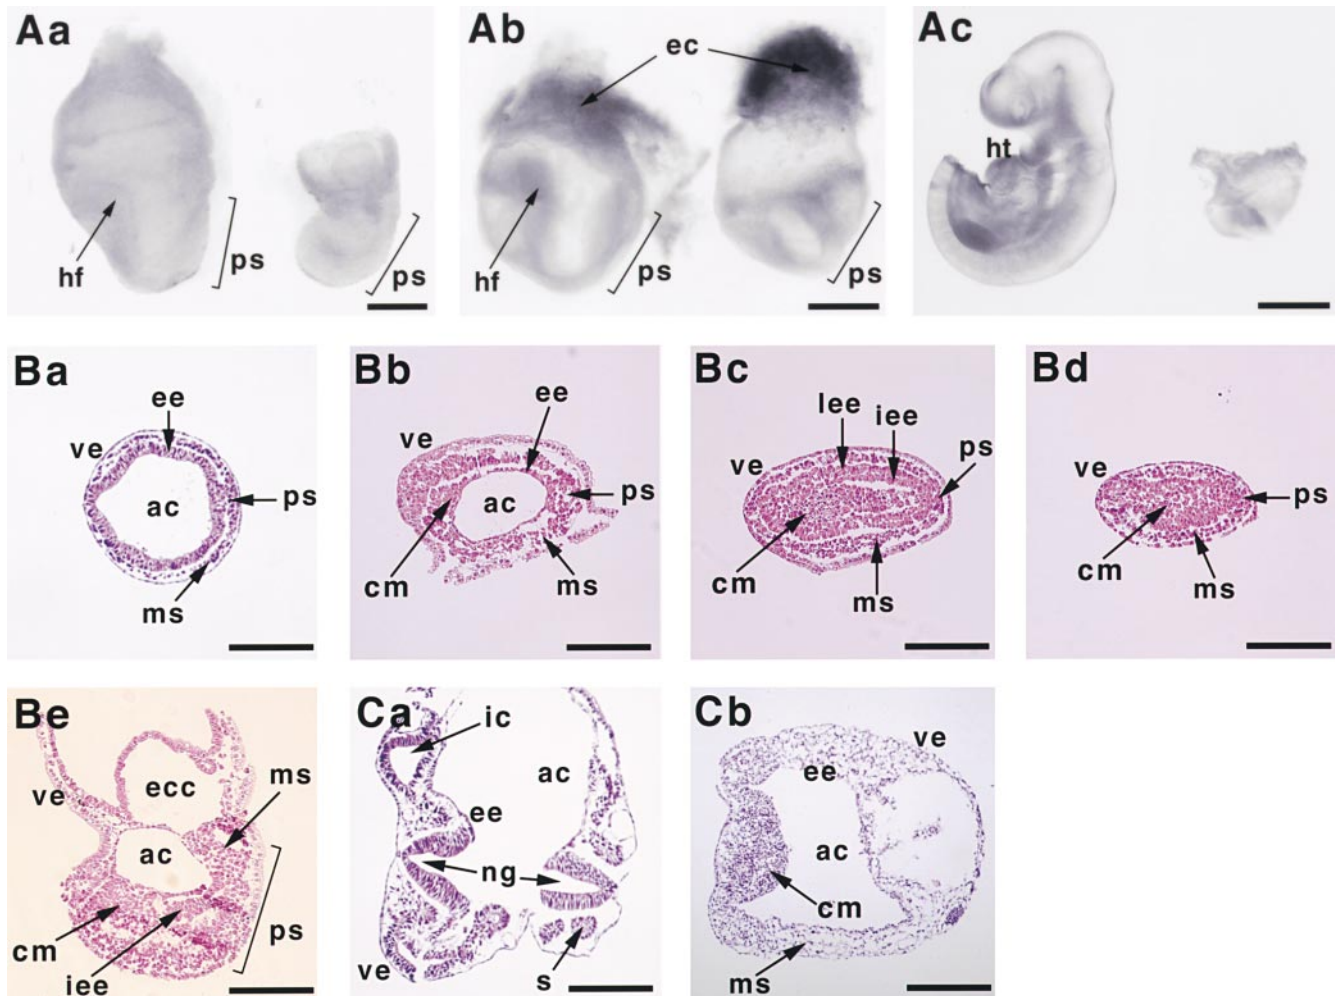 Aa
hf
ps
ps
Ab
ec
hf
ps
ps
Ac
ht
Ba
ee
ve
ac
ps
ms
Bb
ee
ve
ac
ps
cm
ms
Bc
lee
iee
ve
ps
cm
ms
Bd
ve
ps
cm
ms
Be
ve
ecc
ms
ac
cm
iee
ps
Ca
ic
ac
ee
ng
ve
s
Cb
ve
ee
ac
cm
ms